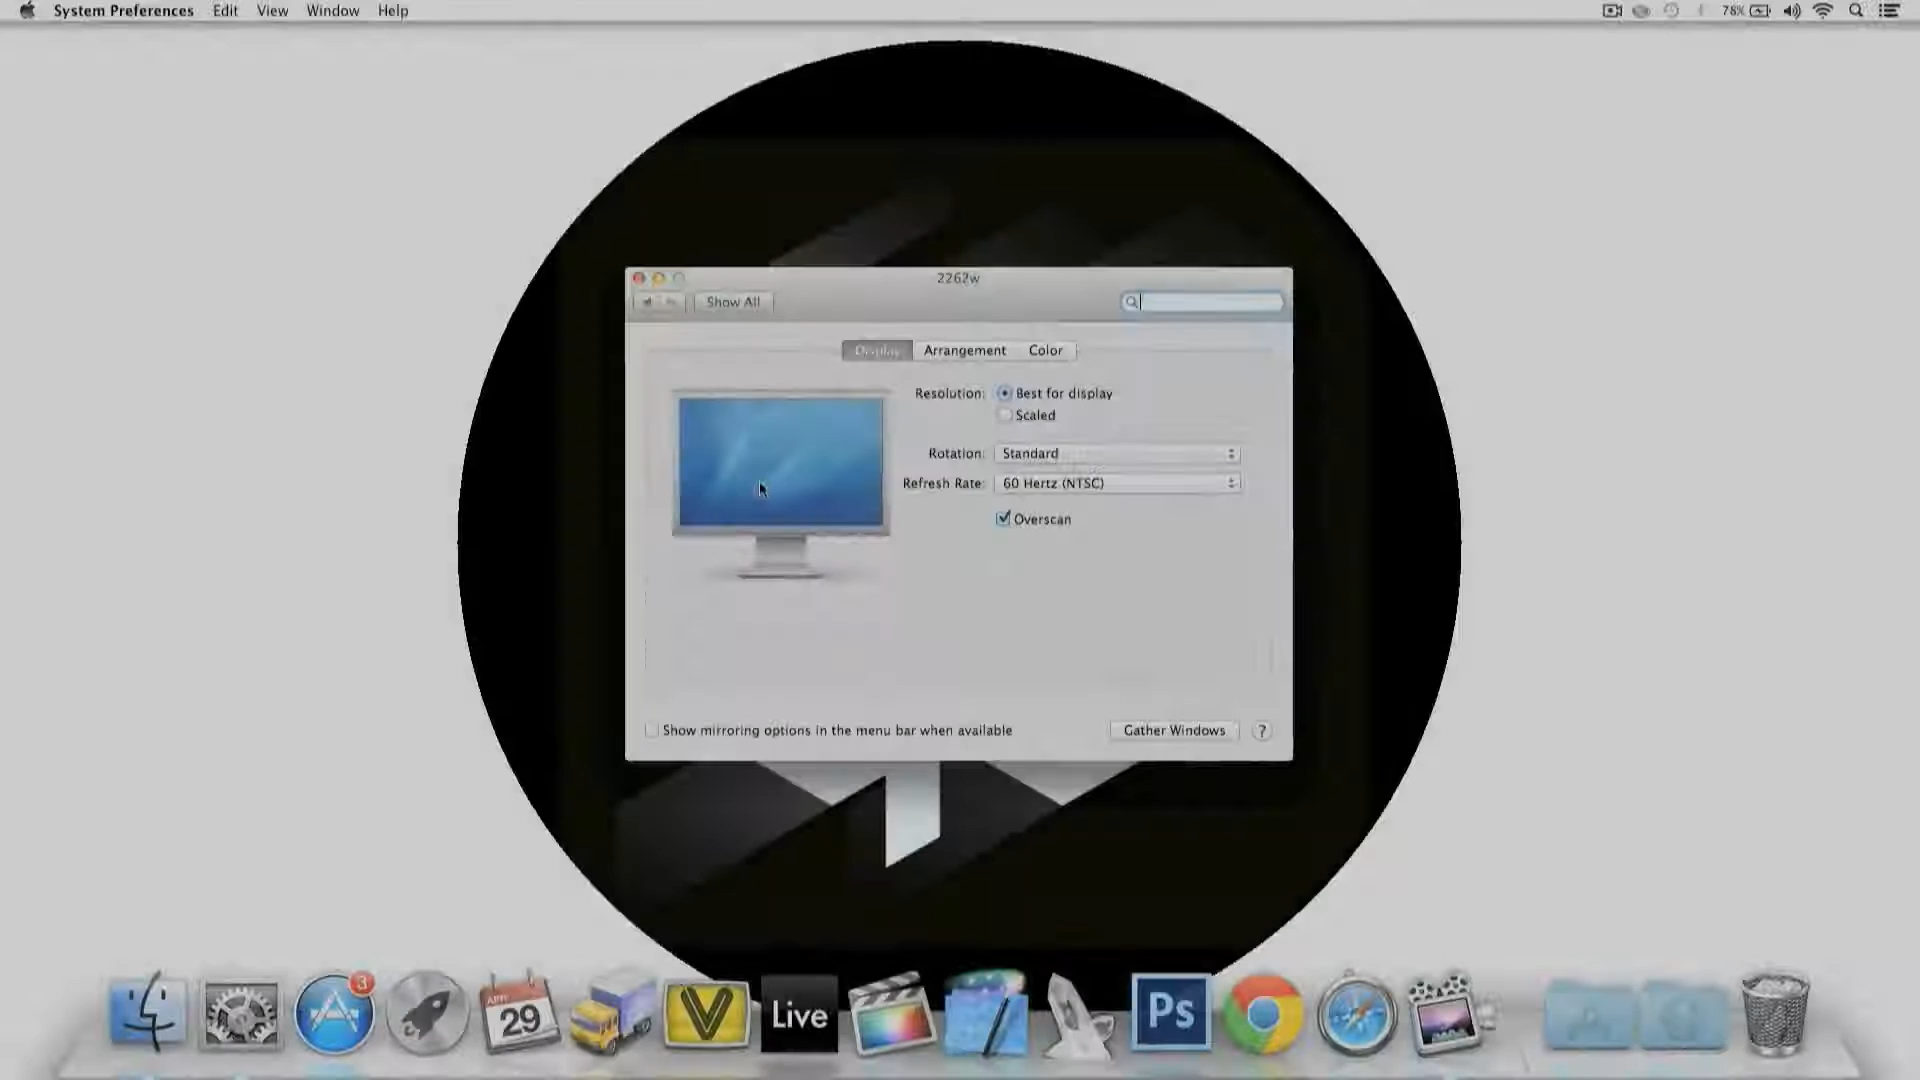 System Preferences Edit View Window Help 78%
2262w
Show All
Display Arrangement Color
Resolution: Best for display
Scaled
Rotation: Standard
Refresh Rate: 60 Hertz (NTSC)
Overscan
Show mirroring options in the menu bar when available Gather Windows ?
3
APR
29
Live
Ps